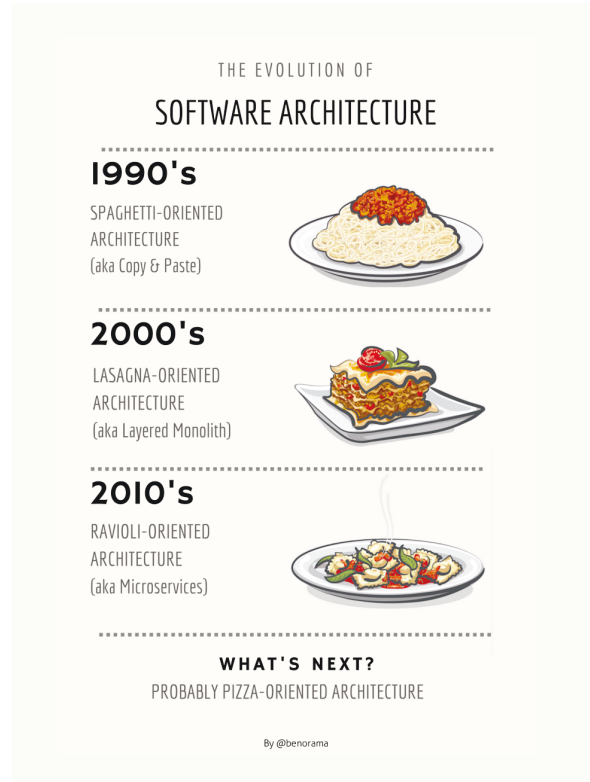 THE EVOLUTION OF
SOFTWARE ARCHITECTURE
1990's
SPAGHETTI-ORIENTED
ARCHITECTURE
(aka Copy & Paste)
2000's
LASAGNA-ORIENTED
ARCHITECTURE
(aka Layered Monolith)
2010's
RAVIOLI-ORIENTED
ARCHITECTURE
(aka Microservices)
WHAT'S NEXT?
PROBABLY PIZZA-ORIENTED ARCHITECTURE
By @benorama